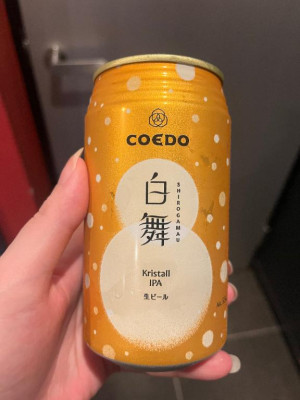 COEDO
白舞
SHIROGAMAU
Kristall
IPA
生ビール